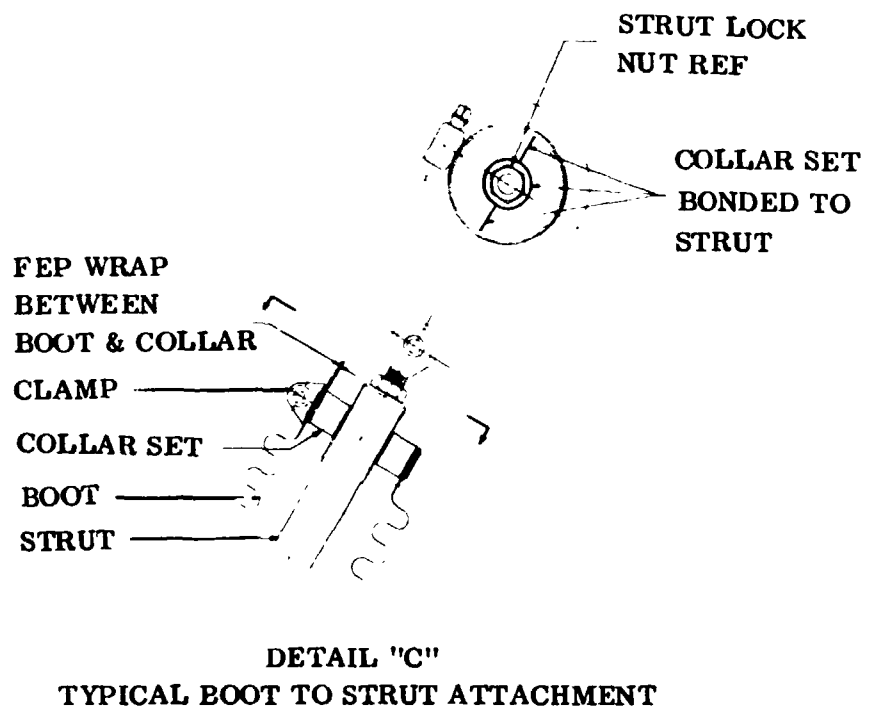 STRUT LOCK
NUT REF
COLLAR SET
BONDED TO
STRUT
FEP WRAP
BETWEEN
BOOT & COLLAR
CLAMP
COLLAR SET
BOOT
STRUT
DETAIL "C"
TYPICAL BOOT TO STRUT ATTACHMENT